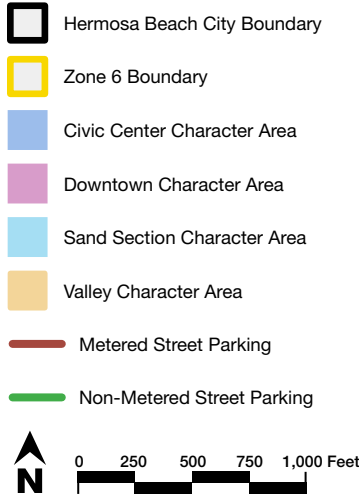 Hermosa Beach City Boundary
Zone 6 Boundary
Civic Center Character Area
Downtown Character Area
Sand Section Character Area
Valley Character Area
Metered Street Parking
Non-Metered Street Parking
N
0 250 500 750 1,000 Feet